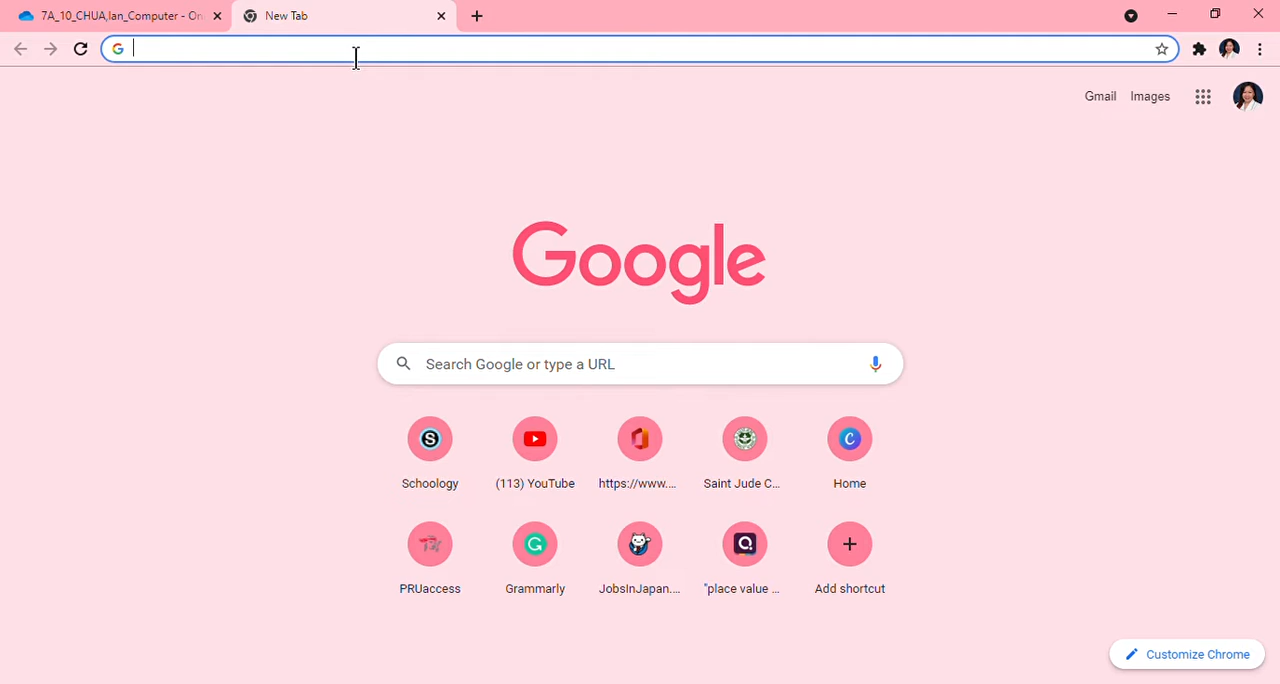 7A_10_CHUA,Ian_Computer - On
New Tab
Gmail Images
Google
Search Google or type a URL
Schoology
(113) YouTube
https://www....
Saint Jude C...
Home
PRUaccess
Grammarly
JobsInJapan....
"place value ...
Add shortcut
Customize Chrome